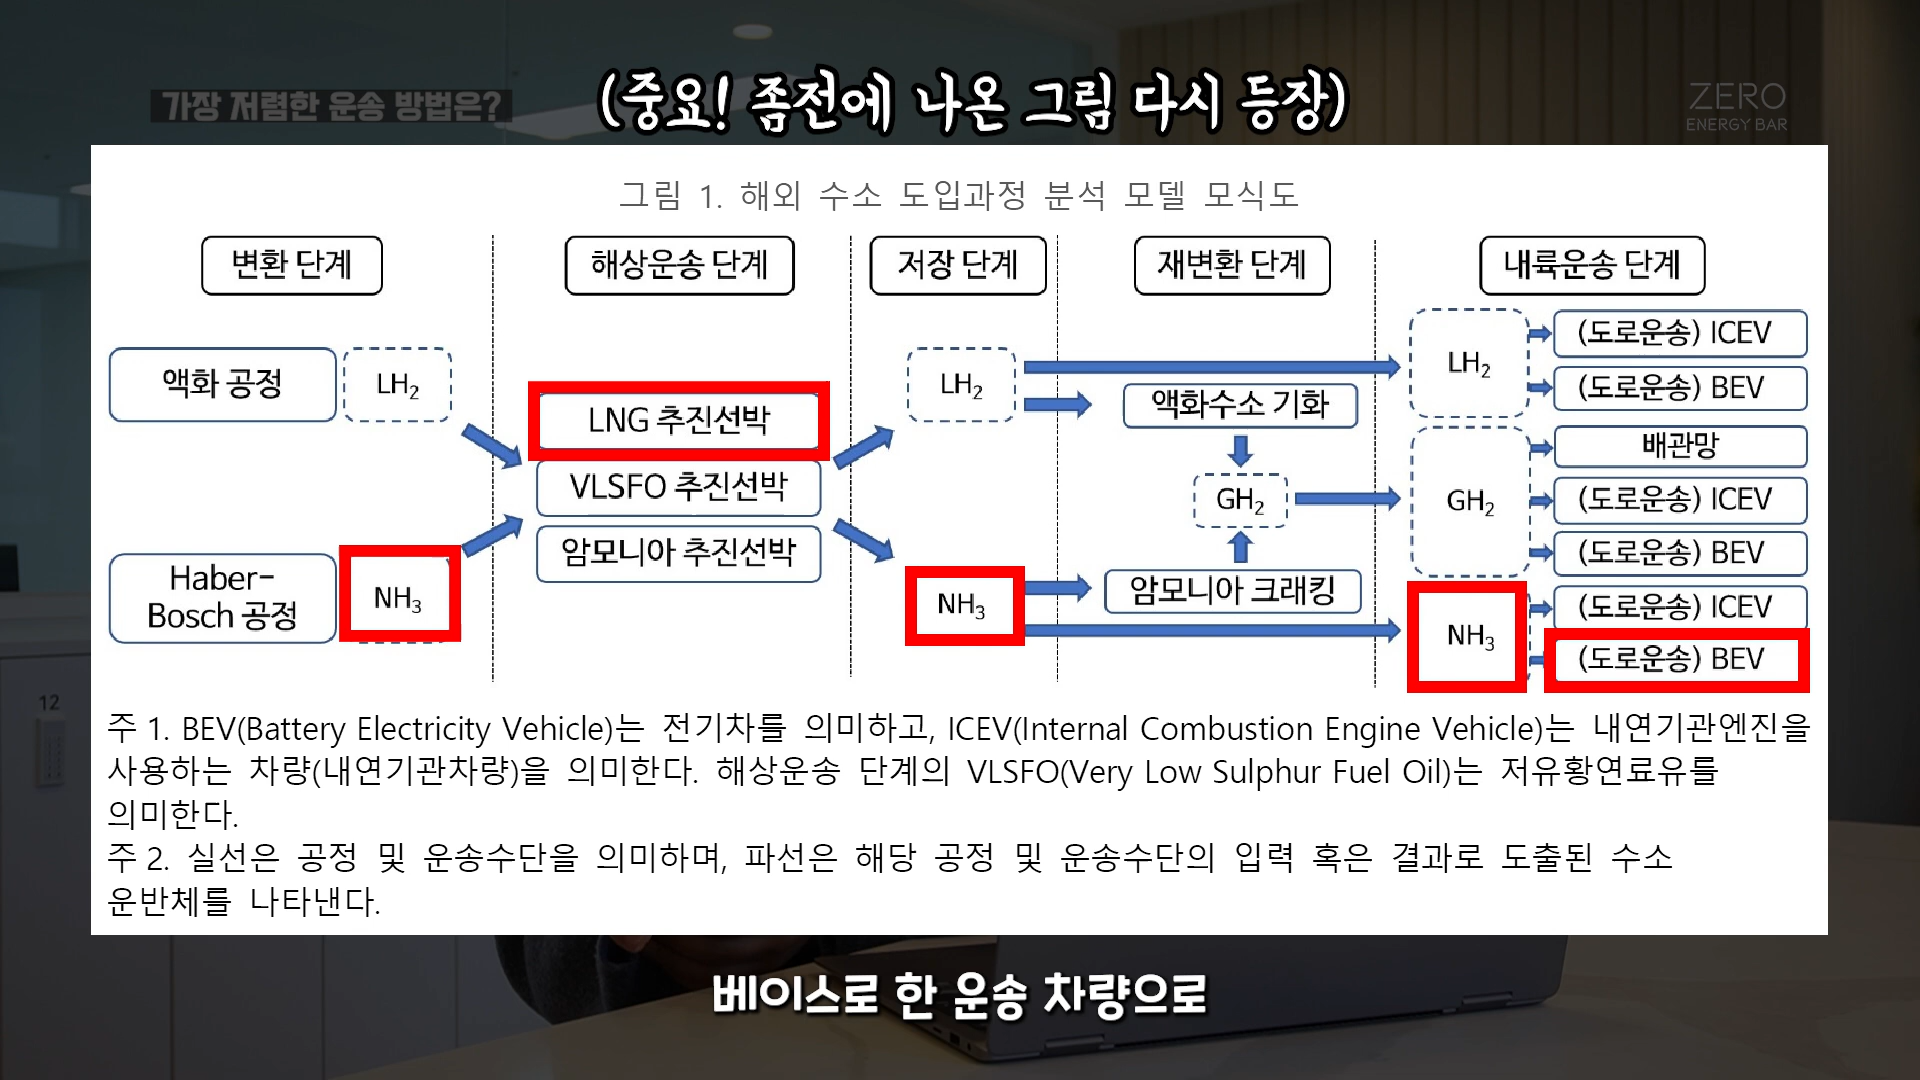 (중요! 좀전에 나온 그림 다시 등장)
가장 저렴한 운송 방법은?
ZERO
ENERGY BAR
그림 1. 해외 수소 도입과정 분석 모델 모식도
변환 단계
해상운송 단계
저장 단계
재변환 단계
내륙운송 단계
액화 공정
LH₂
Haber-
Bosch 공정
NH₃
LNG 추진선박
VLSFO 추진선박
암모니아 추진선박
LH₂
NH₃
액화수소 기화
GH₂
암모니아 크래킹
LH₂
(도로운송) ICEV
(도로운송) BEV
GH₂
배관망
(도로운송) ICEV
(도로운송) BEV
NH₃
(도로운송) ICEV
(도로운송) BEV
주 1. BEV(Battery Electricity Vehicle)는 전기차를 의미하고, ICEV(Internal Combustion Engine Vehicle)는 내연기관엔진을
사용하는 차량(내연기관차량)을 의미한다. 해상운송 단계의 VLSFO(Very Low Sulphur Fuel Oil)는 저유황연료유를
의미한다.
주 2. 실선은 공정 및 운송수단을 의미하며, 파선은 해당 공정 및 운송수단의 입력 혹은 결과로 도출된 수소
운반체를 나타낸다.
12
베이스로 한 운송 차량으로